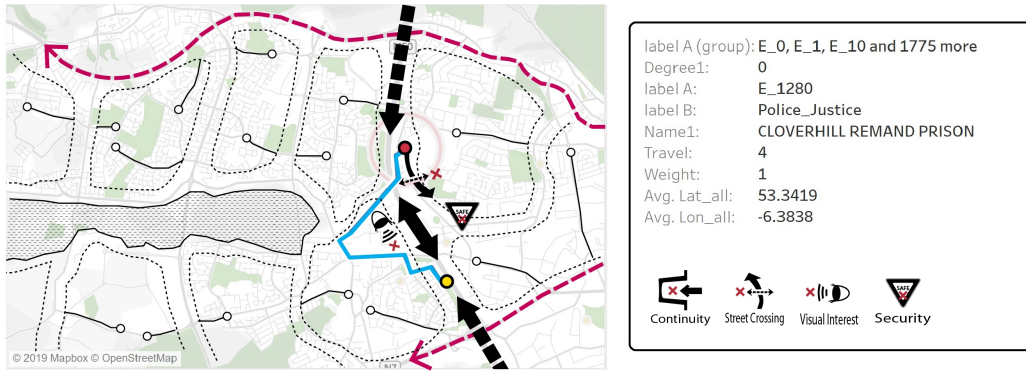 © 2019 Mapbox © OpenStreetMap
N7
SAFE
label A (group): E_0, E_1, E_10 and 1775 more
Degree1: 0
label A: E_1280
label B: Police_Justice
Name1: CLOVERHILL REMAND PRISON
Travel: 4
Weight: 1
Avg. Lat_all: 53.3419
Avg. Lon_all: -6.3838
SAFE
Continuity Street Crossing Visual Interest Security